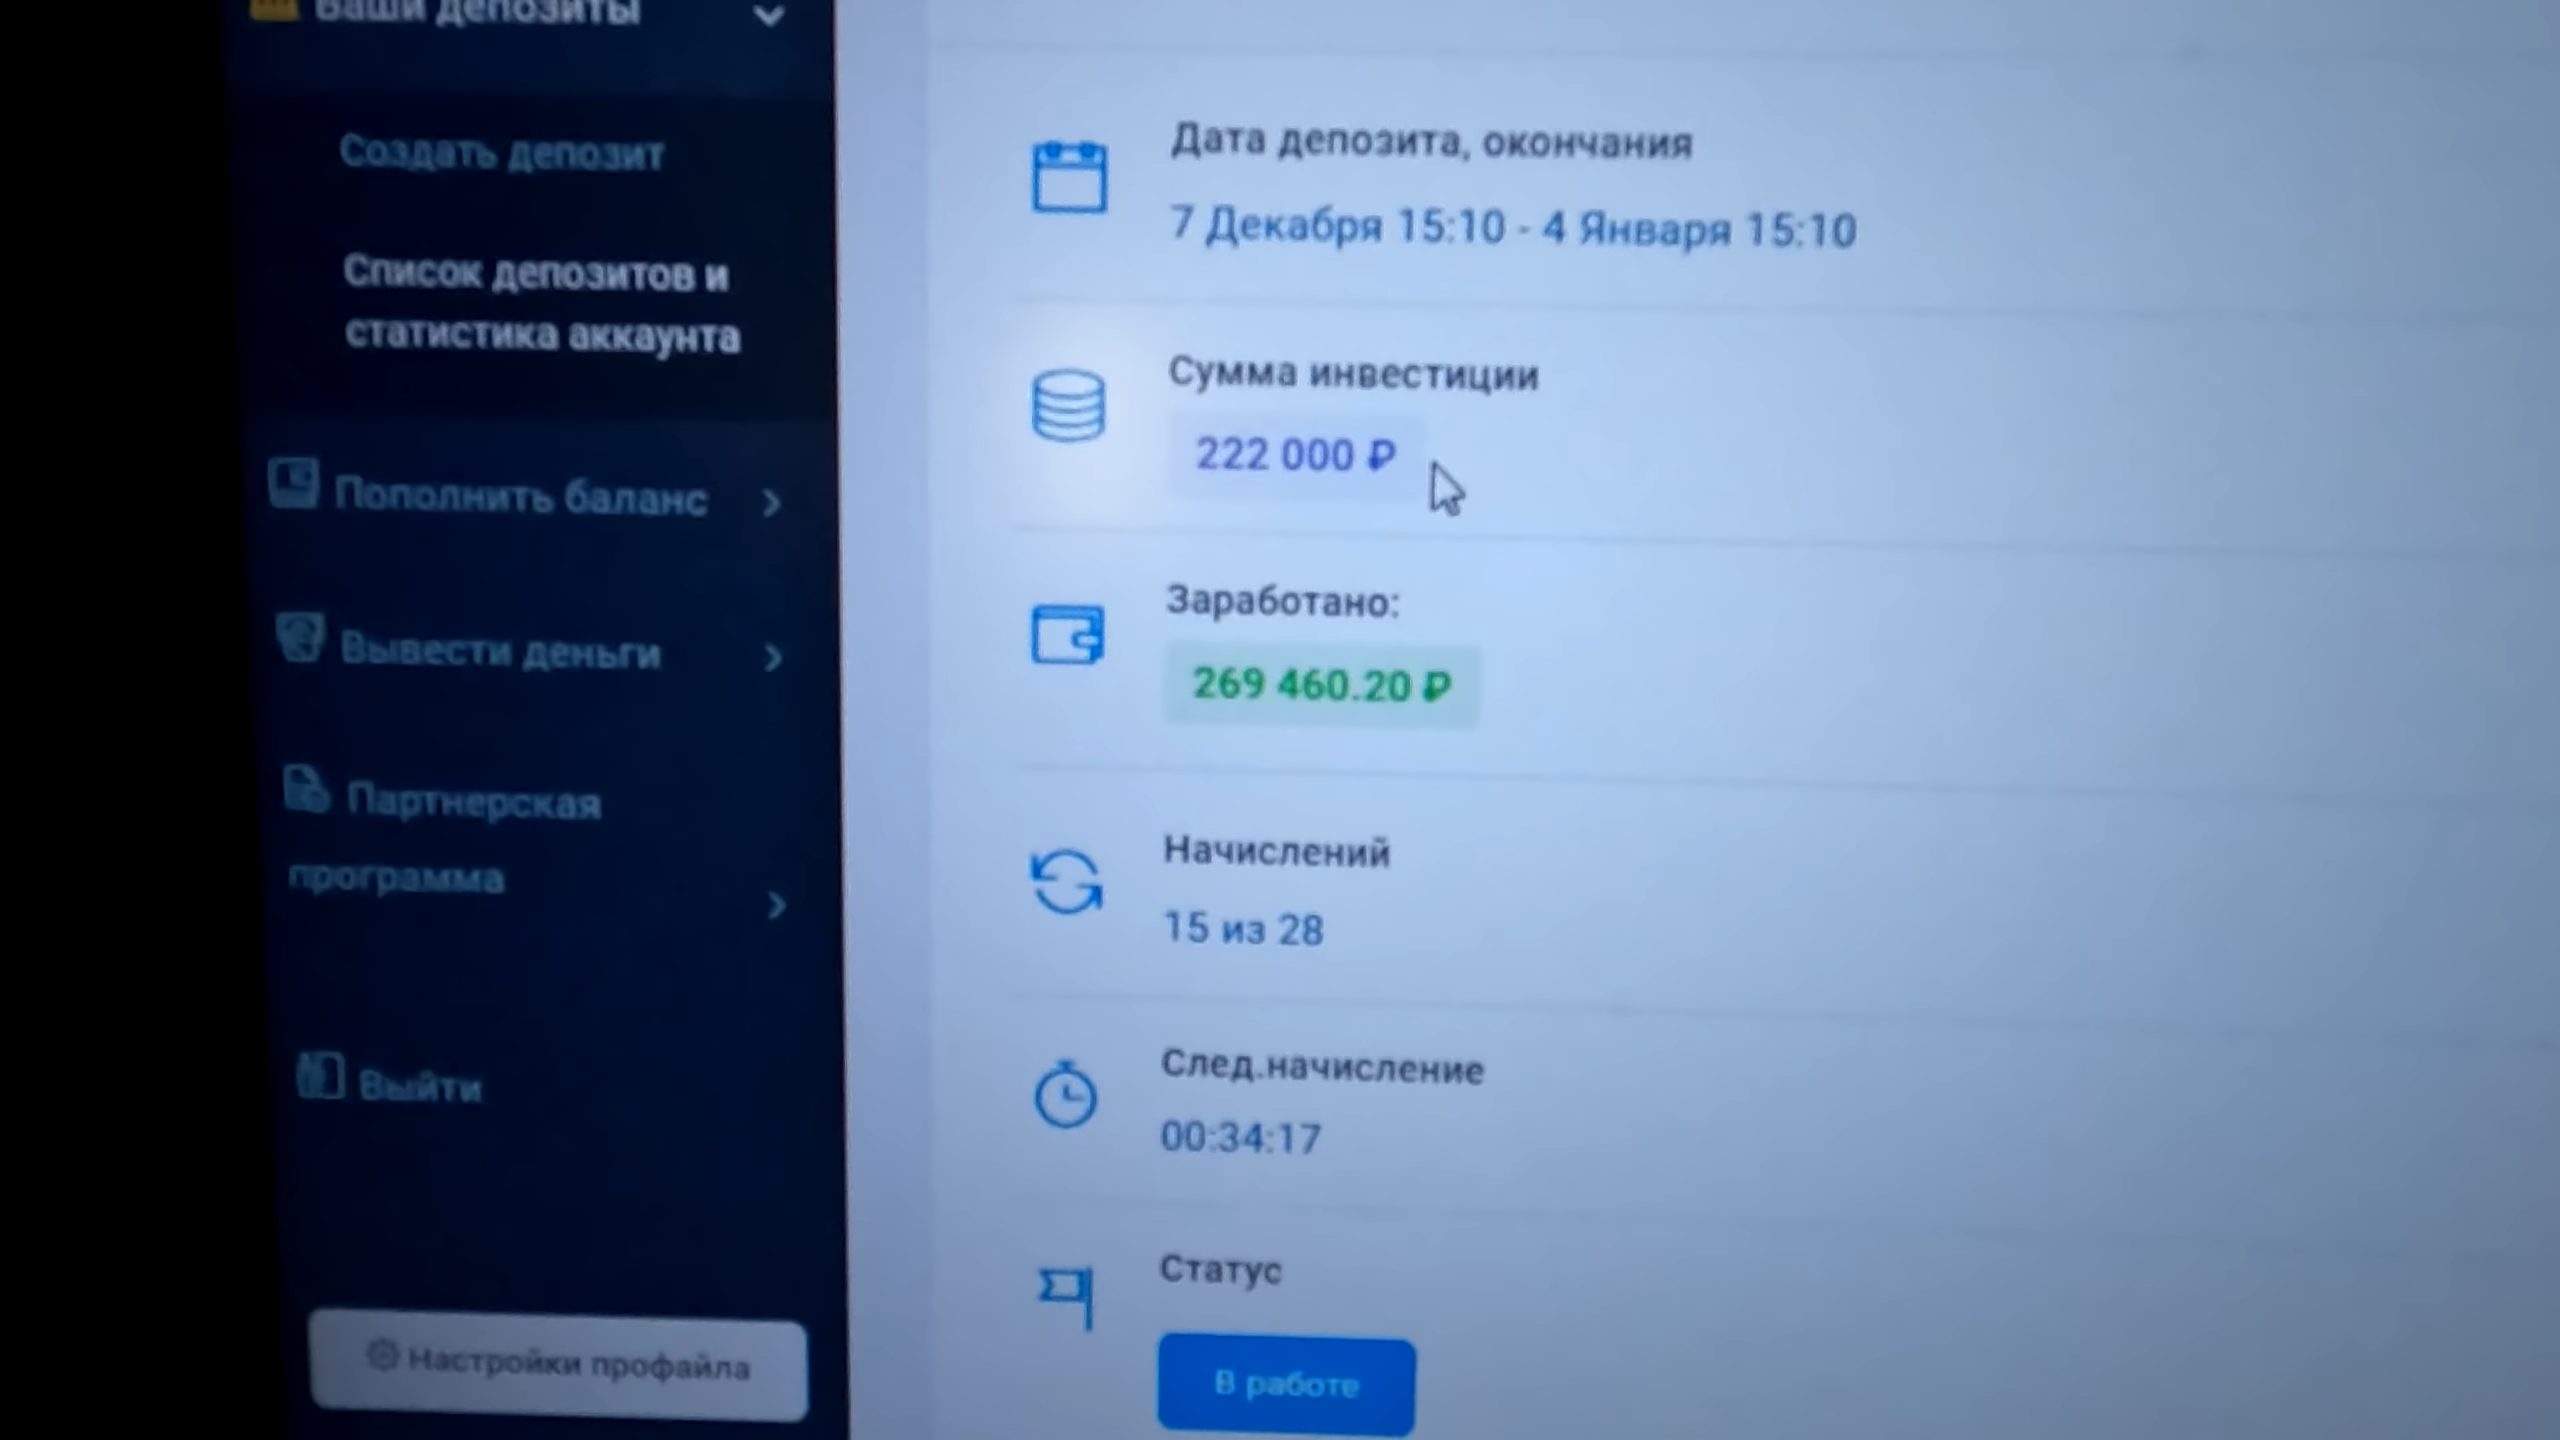 Ваши депозиты
Создать депозит
Список депозитов и
статистика аккаунта
Пополнить баланс
Вывести деньги
Партнерская
программа
Выйти
Настройки профайла
Дата депозита, окончания
7 Декабря 15:10 - 4 Января 15:10
Сумма инвестиции
222 000 ₽
Заработано:
269 460.20 ₽
Начислений
15 из 28
След.начисление
00:34:17
Статус
В работе